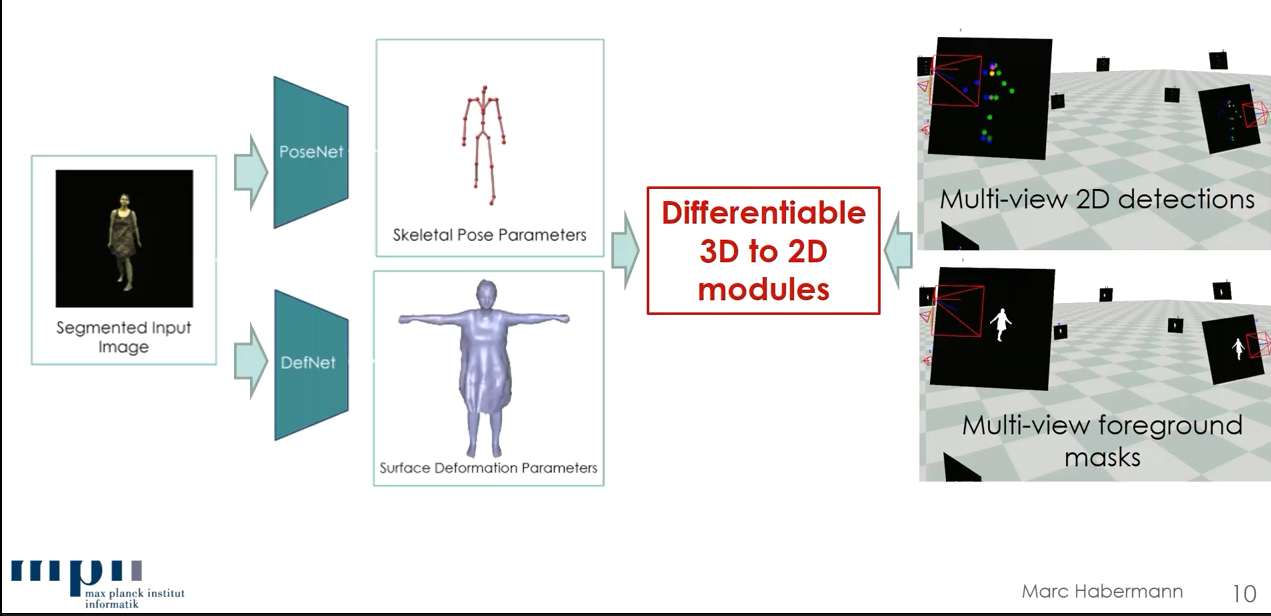 Segmented Input
Image
PoseNet
DefNet
Skeletal Pose Parameters
Surface Deformation Parameters
Differentiable
3D to 2D
modules
Multi-view 2D detections
Multi-view foreground
masks
mpii
max planck institut
informatik
Marc Habermann
10